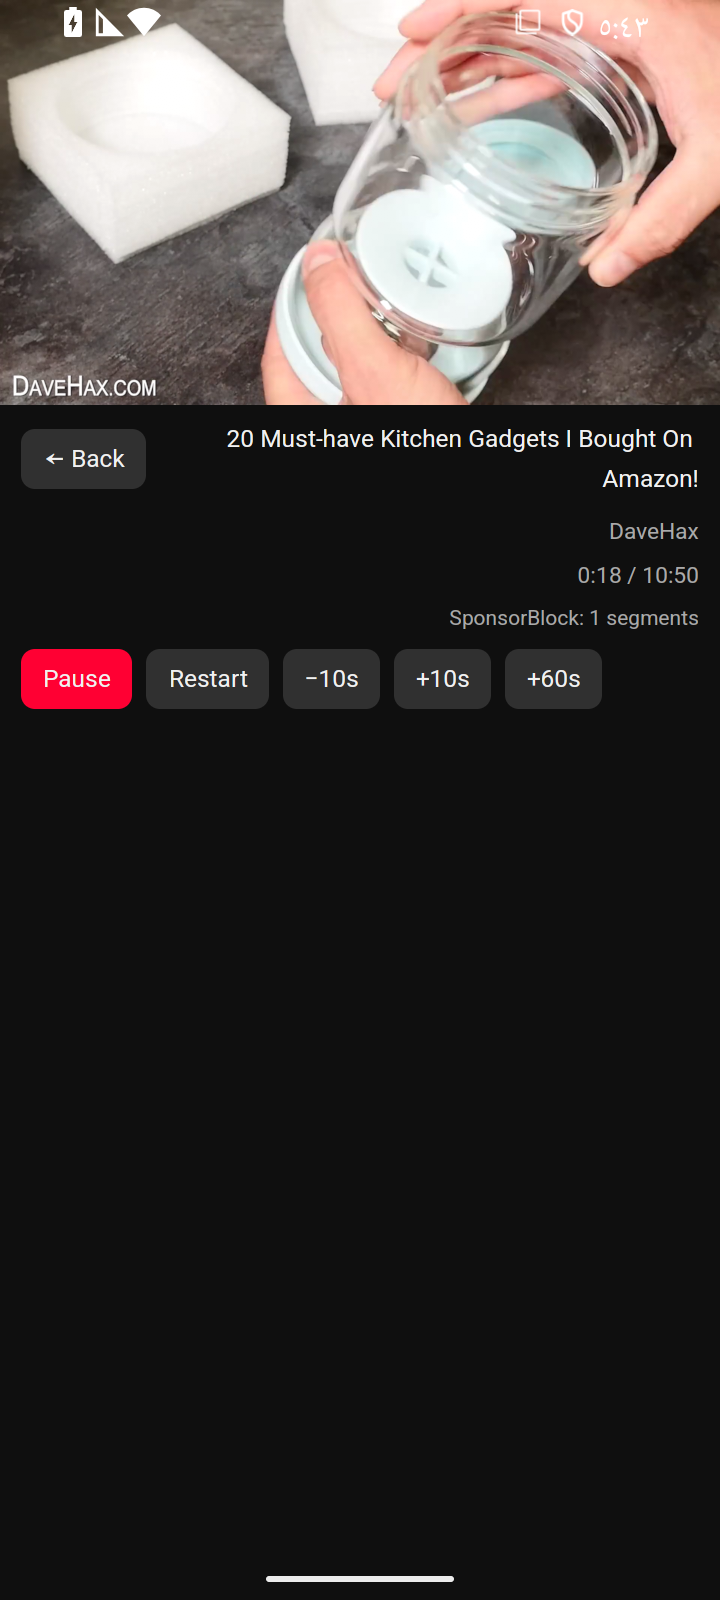 ٥:٤٣
DAVEHAX.COM
← Back
20 Must-have Kitchen Gadgets I Bought On
Amazon!
DaveHax
0:18 / 10:50
SponsorBlock: 1 segments
Pause
Restart
−10s
+10s
+60s